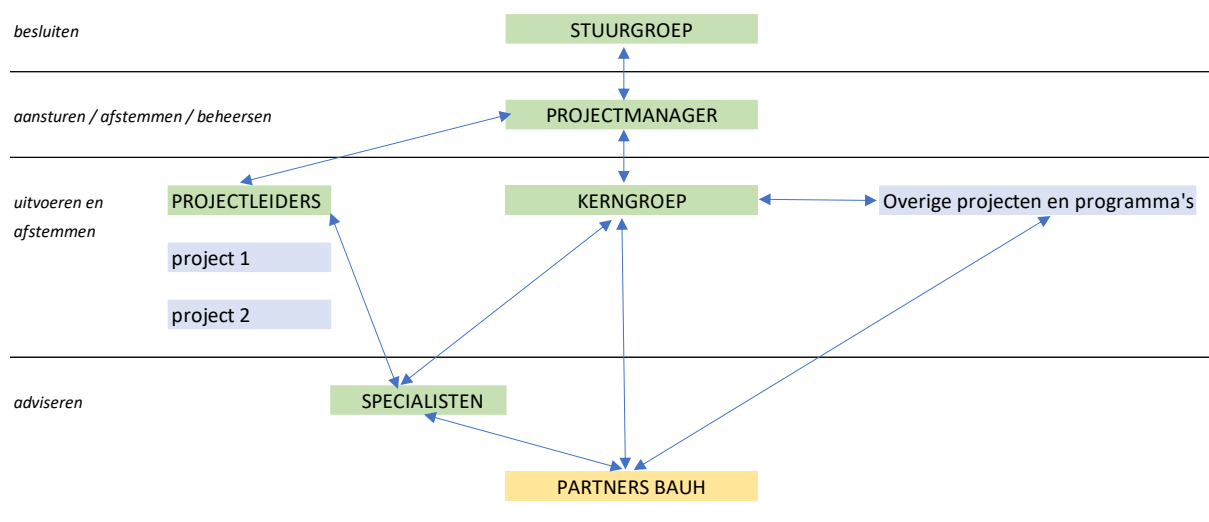 besluiten
STUURGROEP
aansturen / afstemmen / beheersen
PROJECTMANAGER
uitvoeren en
afstemmen
PROJECTLEIDERS
KERNGROEP
Overige projecten en programma's
project 1
project 2
adviseren
SPECIALISTEN
PARTNERS BAUH